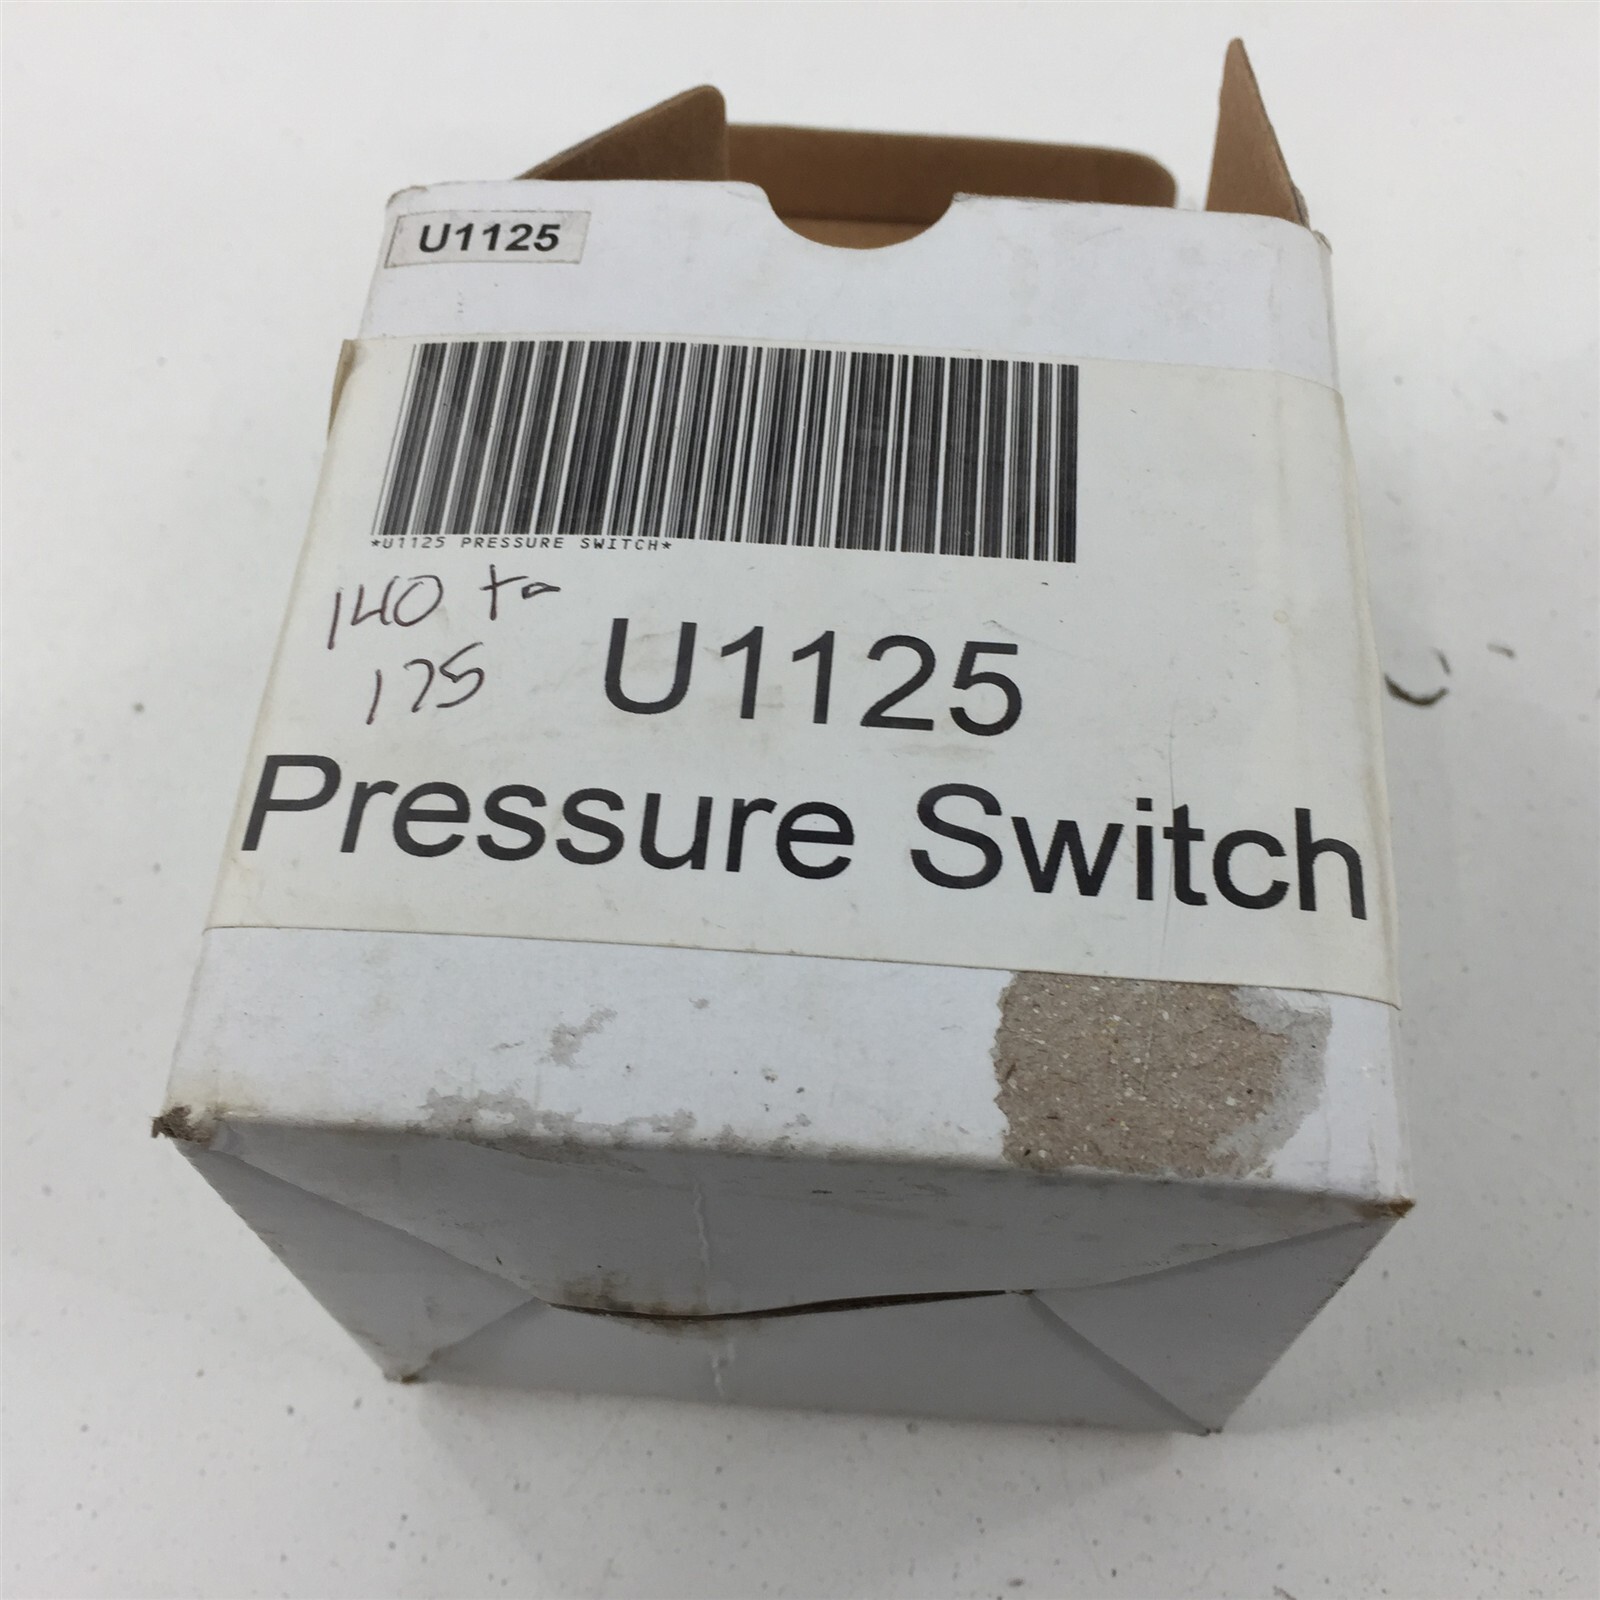 U1125
*U1125 PRESSURE SWITCH*
140 to
175
U1125
Pressure Switch